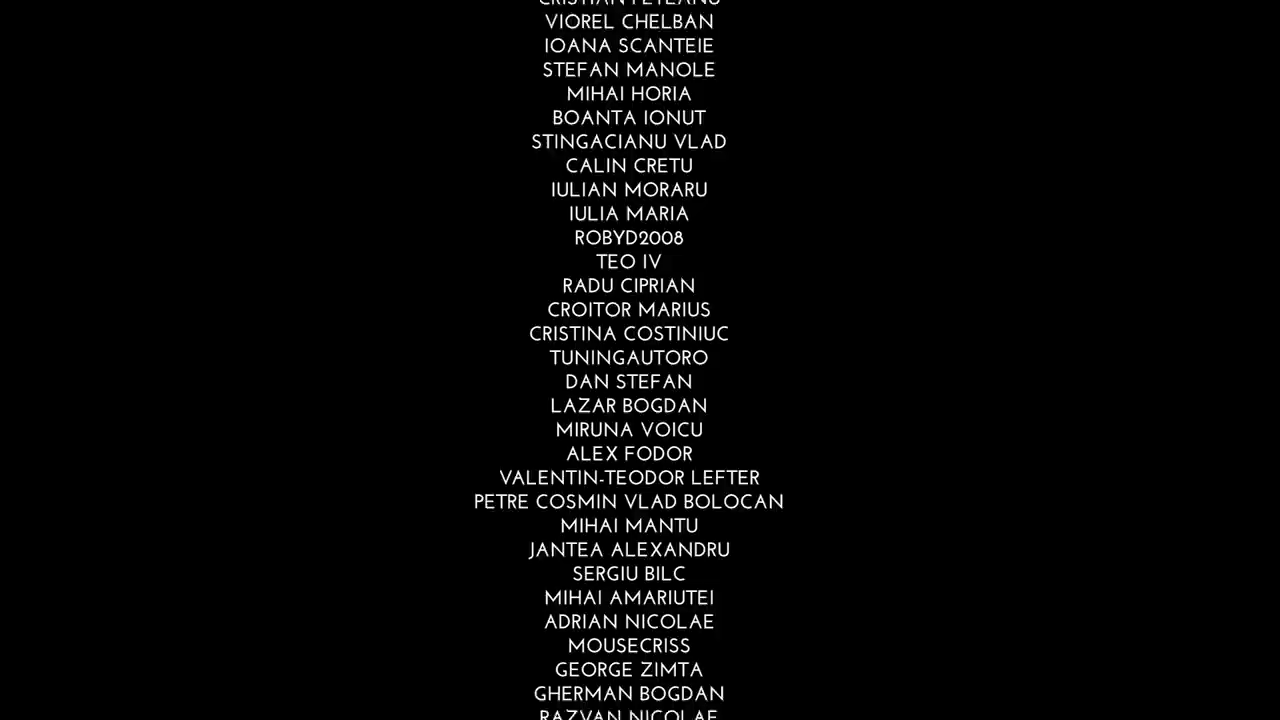 VIOREL CHELBAN
IOANA SCANTEIE
STEFAN MANOLE
MIHAI HORIA
BOANTA IONUT
STINGACIANU VLAD
CALIN CRETU
IULIAN MORARU
IULIA MARIA
ROBYD2008
TEO IV
RADU CIPRIAN
CROITOR MARIUS
CRISTINA COSTINIUC
TUNINGAUTORO
DAN STEFAN
LAZAR BOGDAN
MIRUNA VOICU
ALEX FODOR
VALENTIN-TEODOR LEFTER
PETRE COSMIN VLAD BOLOCAN
MIHAI MANTU
JANTEA ALEXANDRU
SERGIU BILC
MIHAI AMARIUTEI
ADRIAN NICOLAE
MOUSECRISS
GEORGE ZIMTA
GHERMAN BOGDAN
RAZVAN NICOLAE